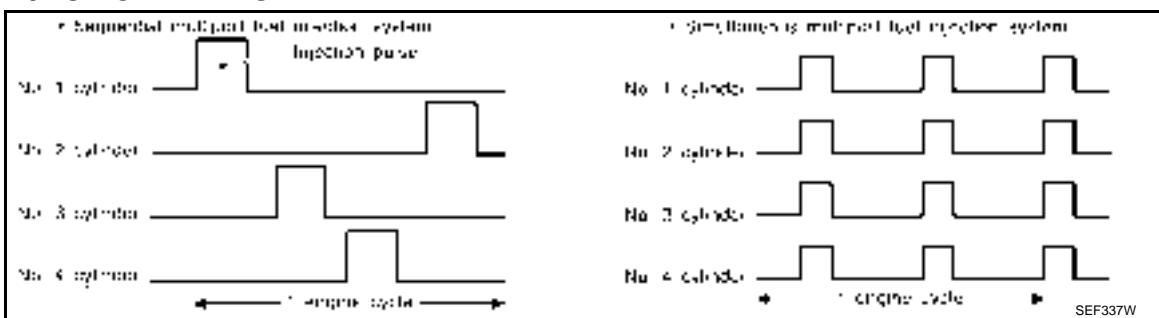 • Sequential multiport fuel injection system
Injection pulse
No. 1 cylinder
No. 2 cylinder
No. 3 cylinder
No. 4 cylinder
1 engine cycle
• Simultaneous multiport fuel injection system
No. 1 cylinder
No. 2 cylinder
No. 3 cylinder
No. 4 cylinder
1 engine cycle
SEF337W